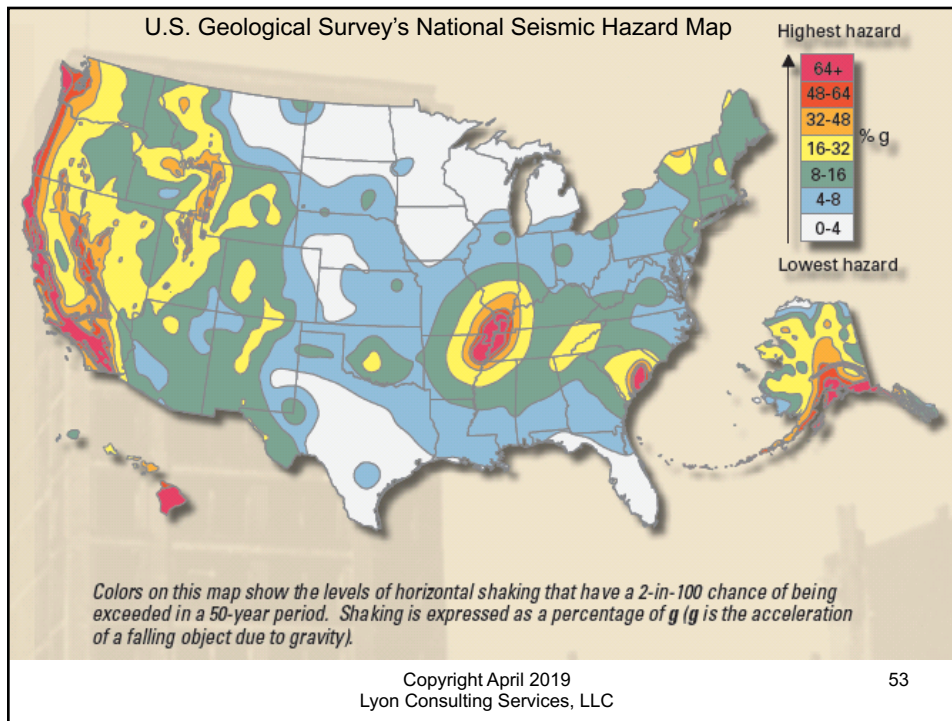 U.S. Geological Survey's National Seismic Hazard Map
Highest hazard
64+
48-64
32-48
16-32
8-16
4-8
0-4
% g
Lowest hazard
Colors on this map show the levels of horizontal shaking that have a 2-in-100 chance of being
exceeded in a 50-year period. Shaking is expressed as a percentage of g (g is the acceleration
of a falling object due to gravity).
Copyright April 2019
Lyon Consulting Services, LLC
53